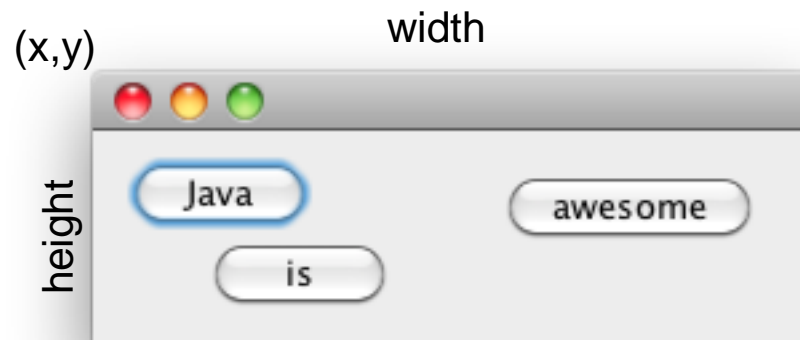 width
(x,y)
height
Java
awesome
is